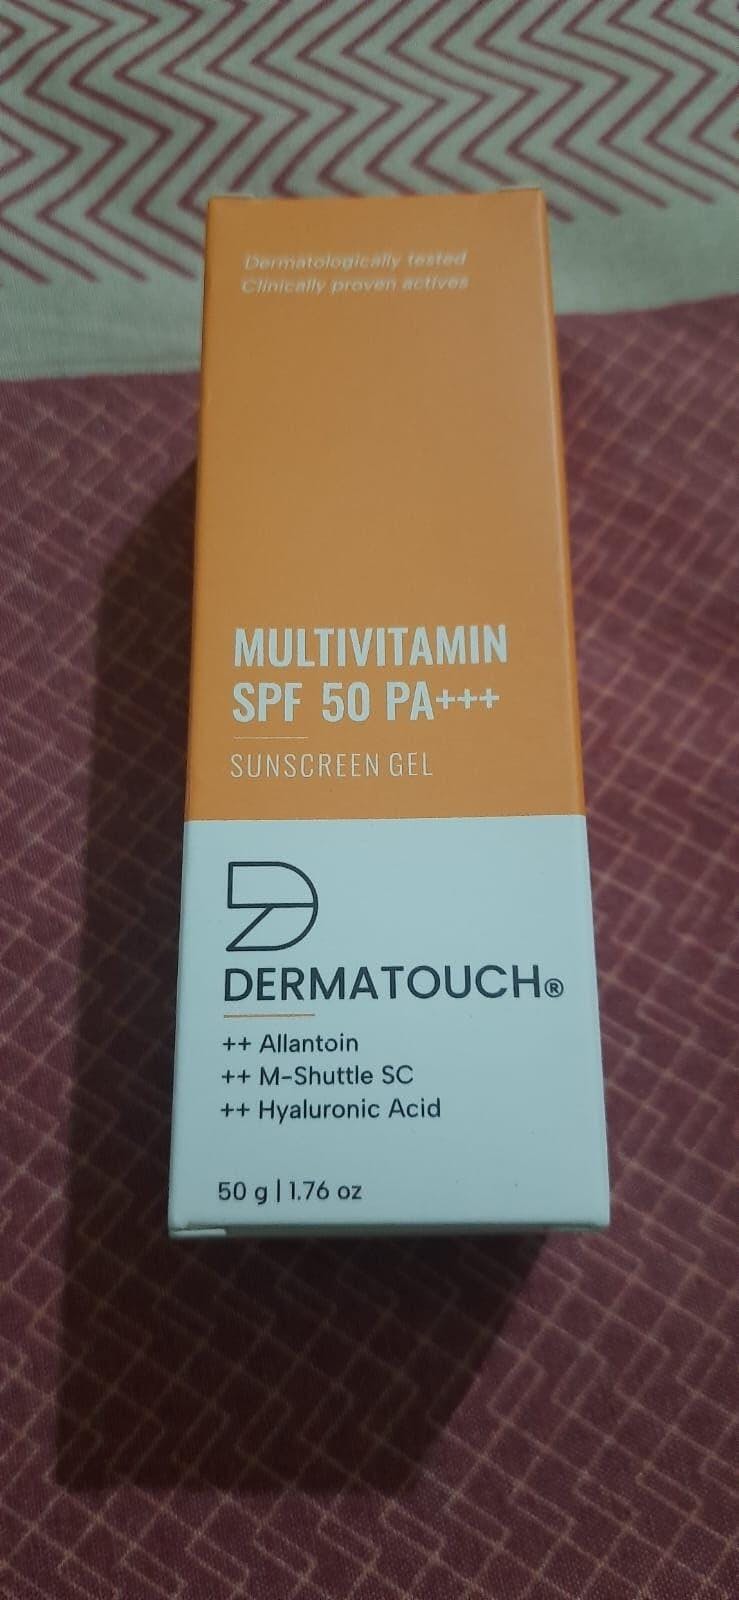 Dermatologically tested
Clinically proven actives
MULTIVITAMIN
SPF 50 PA+++
SUNSCREEN GEL
DERMATOUCH®
++ Allantoin
++ M-Shuttle SC
++ Hyaluronic Acid
50 g | 1.76 oz